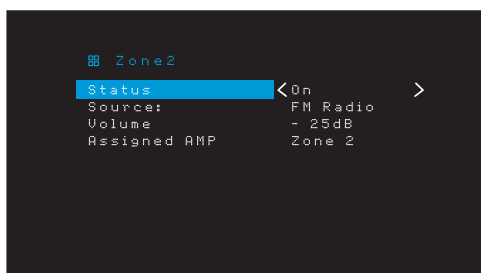 Zone2
Status <On >
Source: FM Radio
Volume - 25dB
Assigned AMP Zone 2